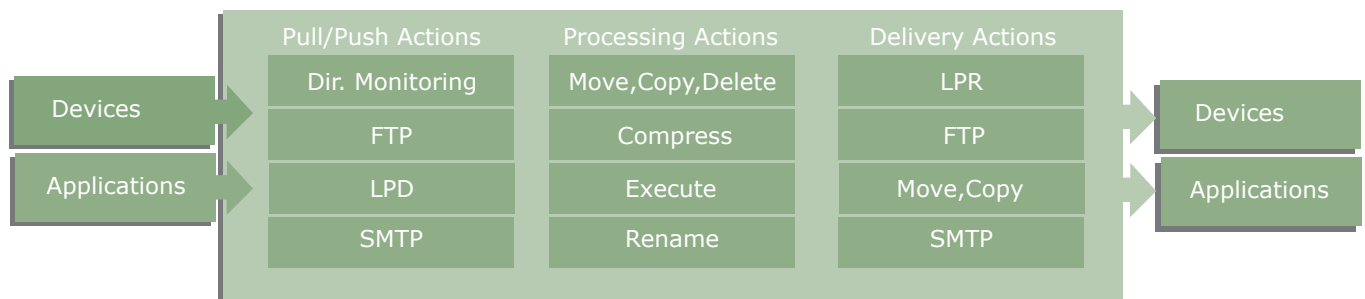 Devices
Applications
Pull/Push Actions
Dir. Monitoring
FTP
LPD
SMTP
Processing Actions
Move,Copy,Delete
Compress
Execute
Rename
Delivery Actions
LPR
FTP
Move,Copy
SMTP
Devices
Applications